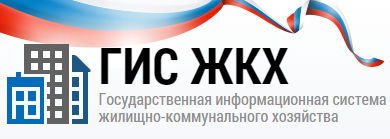 ГИС ЖКХ
Государственная информационная система
жилищно-коммунального хозяйства